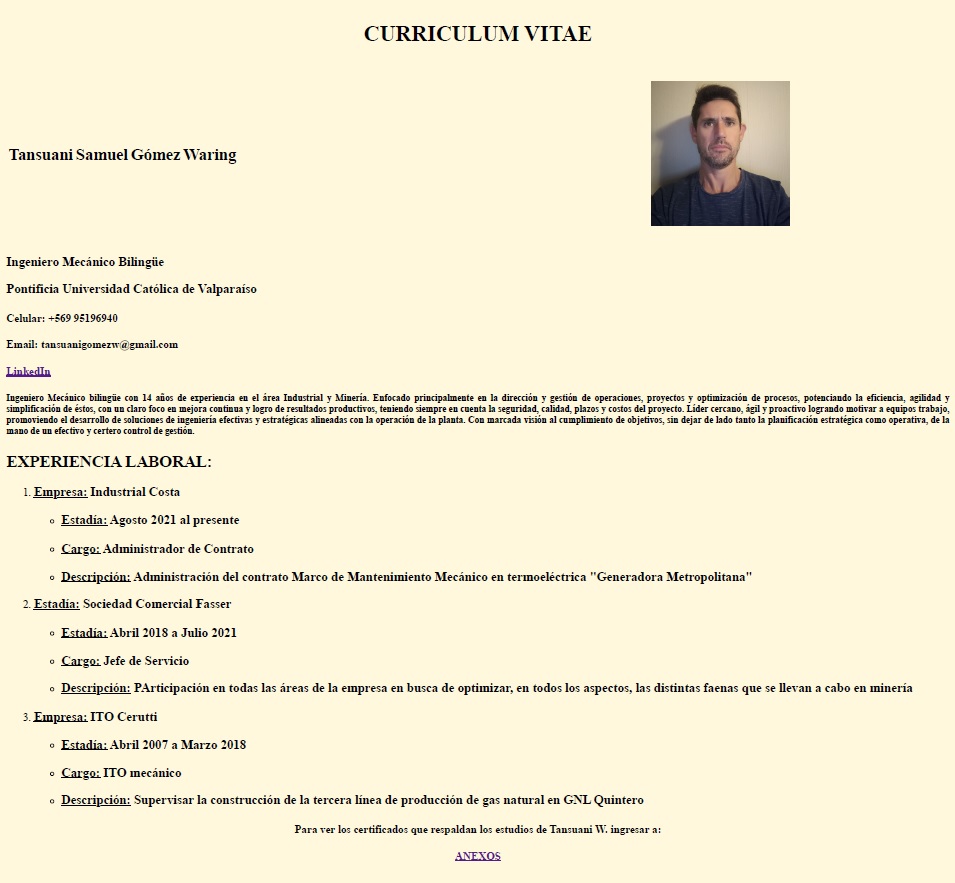 CURRICULUM VITAE
Tansuani Samuel Gómez Waring
Ingeniero Mecánico Bilingüe
Pontificia Universidad Católica de Valparaíso
Celular: +569 95196940
Email: tansuanigomezw@gmail.com
LinkedIn
Ingeniero Mecánico bilingüe con 14 años de experiencia en el área Industrial y Minería. Enfocado principalmente en la dirección y gestión de operaciones, proyectos y optimización de procesos, potenciando la eficiencia, agilidad y
simplificación de éstos, con un claro foco en mejora continua y logro de resultados productivos, teniendo siempre en cuenta la seguridad, calidad, plazos y costos del proyecto. Líder cercano, ágil y proactivo logrando motivar a equipos trabajo,
promoviendo el desarrollo de soluciones de ingeniería efectivas y estratégicas alineadas con la operación de la planta. Con marcada visión al cumplimiento de objetivos, sin dejar de lado tanto la planificación estratégica como operativa, de la
mano de un efectivo y certero control de gestión.
EXPERIENCIA LABORAL:
1. Empresa: Industrial Costa
Estadía: Agosto 2021 al presente
Cargo: Administrador de Contrato
Descripción: Administración del contrato Marco de Mantenimiento Mecánico en termoeléctrica "Generadora Metropolitana"
2. Estadía: Sociedad Comercial Fasser
Estadía: Abril 2018 a Julio 2021
Cargo: Jefe de Servicio
Descripción: PArticipación en todas las áreas de la empresa en busca de optimizar, en todos los aspectos, las distintas faenas que se llevan a cabo en minería
3. Empresa: ITO Cerutti
Estadía: Abril 2007 a Marzo 2018
Cargo: ITO mecánico
Descripción: Supervisar la construcción de la tercera línea de producción de gas natural en GNL Quintero
Para ver los certificados que respaldan los estudios de Tansuani W. ingresar a:
ANEXOS